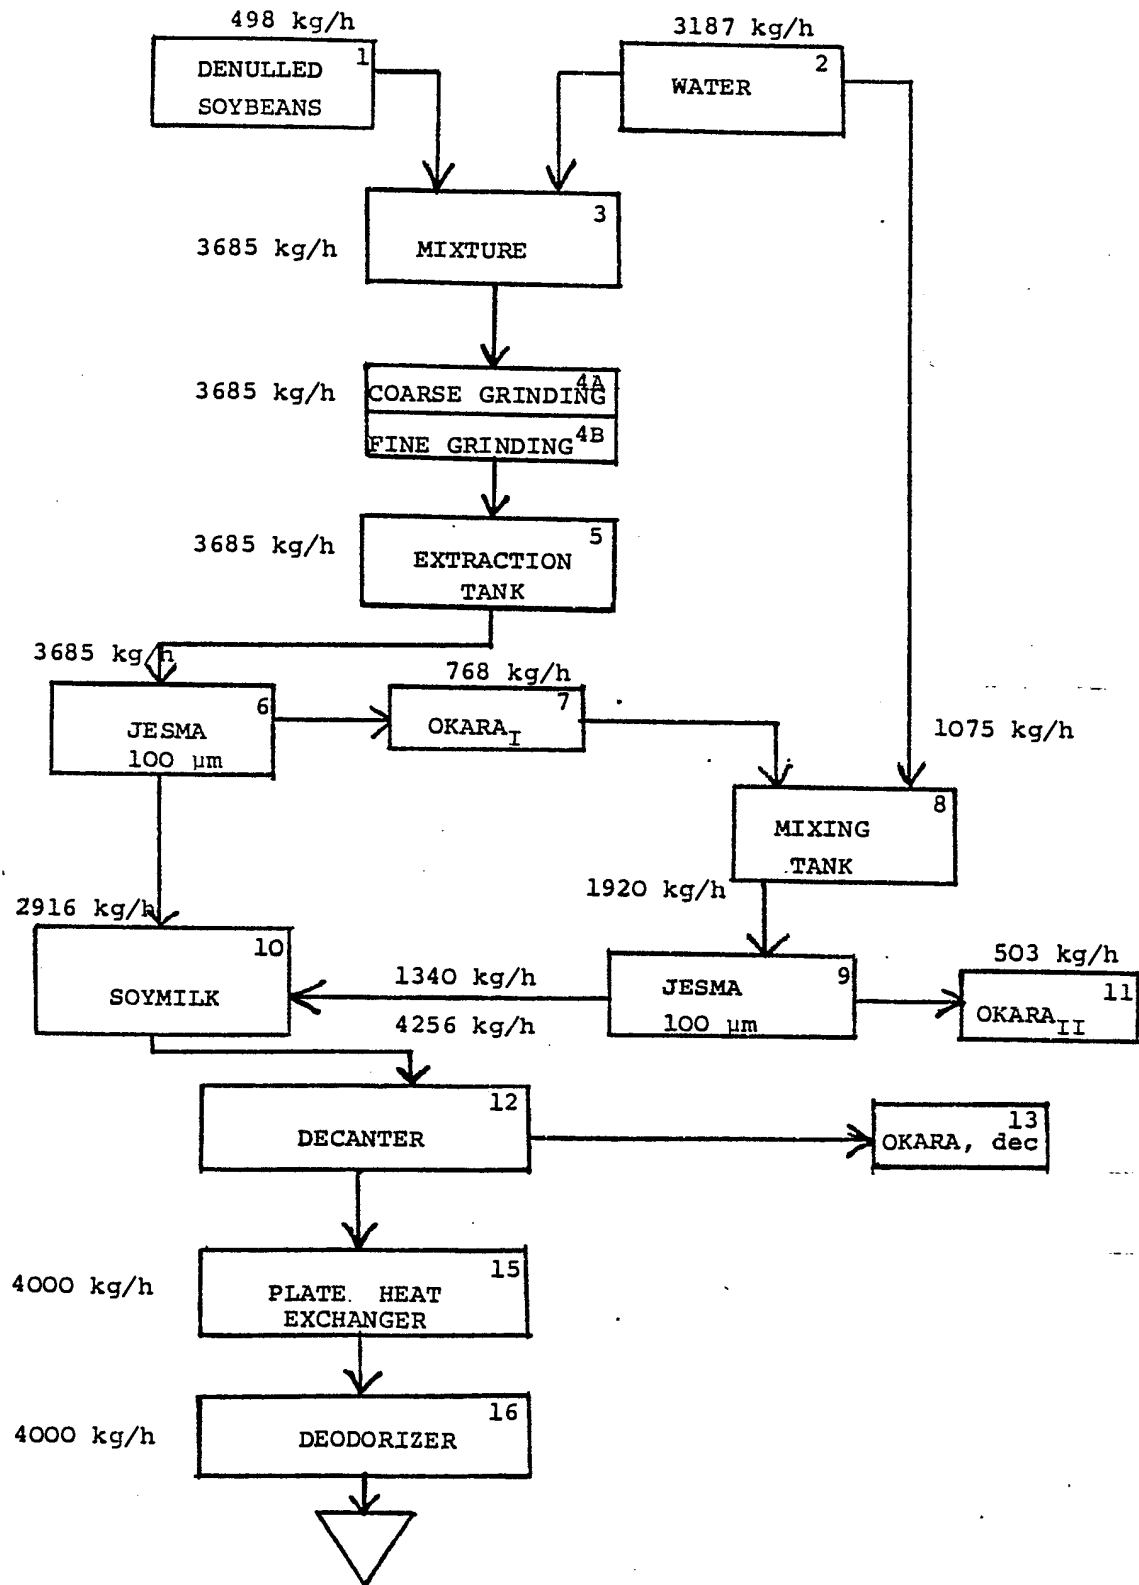 498 kg/h
3187 kg/h
1
DENULLED
SOYBEANS
2
WATER
3
MIXTURE
3685 kg/h
4A
COARSE GRINDING
3685 kg/h
4B
FINE GRINDING
5
EXTRACTION
TANK
3685 kg/h
3685 kg/h
6
JESMA
100 µm
768 kg/h
7
OKARA_I
1075 kg/h
8
MIXING
TANK
1920 kg/h
2916 kg/h
10
SOYMILK
1340 kg/h
4256 kg/h
9
JESMA
100 µm
503 kg/h
11
OKARA_II
12
DECANTER
13
OKARA, dec
15
PLATE HEAT
EXCHANGER
4000 kg/h
16
DEODORIZER
4000 kg/h